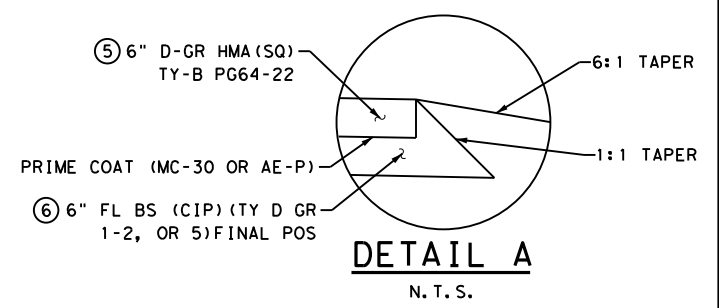 ⑤ 6" D-GR HMA(SQ)
TY-B PG64-22
6:1 TAPER
PRIME COAT (MC-30 OR AE-P)
1:1 TAPER
⑥ 6" FL BS (CIP)(TY D GR
1-2, OR 5)FINAL POS
DETAIL A
N.T.S.